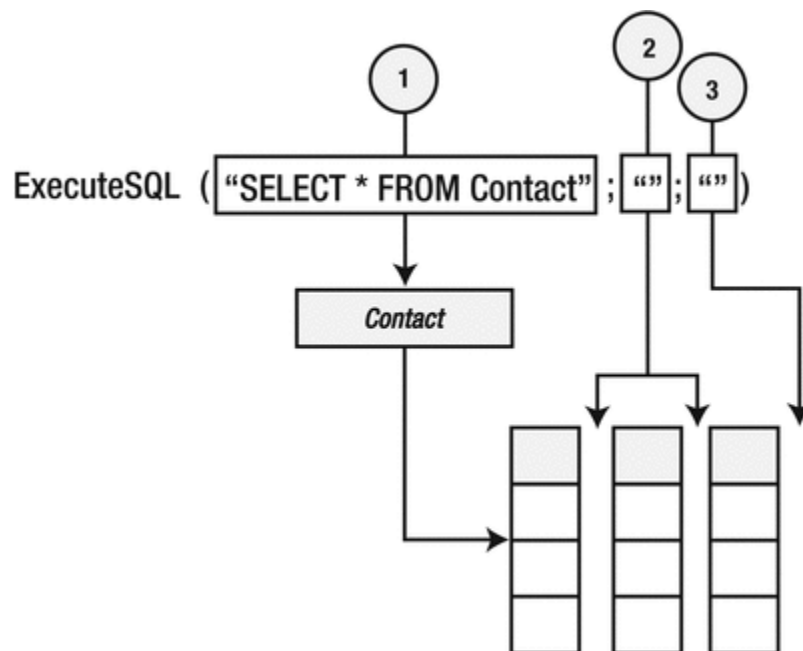 1
2
3
ExecuteSQL ( “SELECT * FROM Contact” ; “” ; “” )
Contact